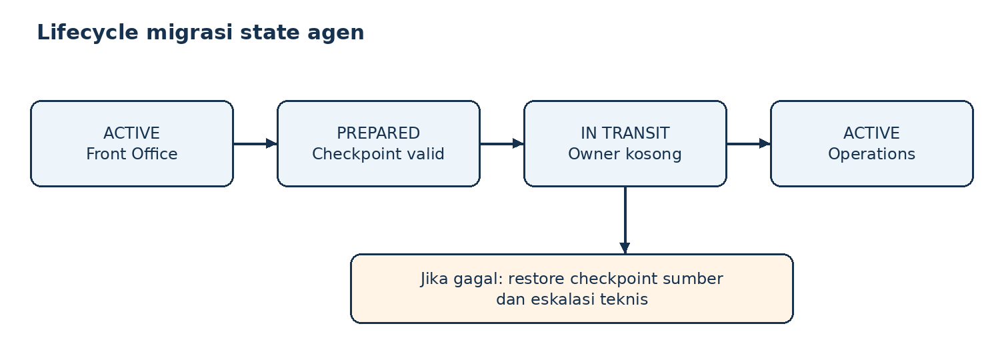 Lifecycle migrasi state agen
ACTIVE
Front Office
PREPARED
Checkpoint valid
IN TRANSIT
Owner kosong
ACTIVE
Operations
Jika gagal: restore checkpoint sumber
dan eskalasi teknis